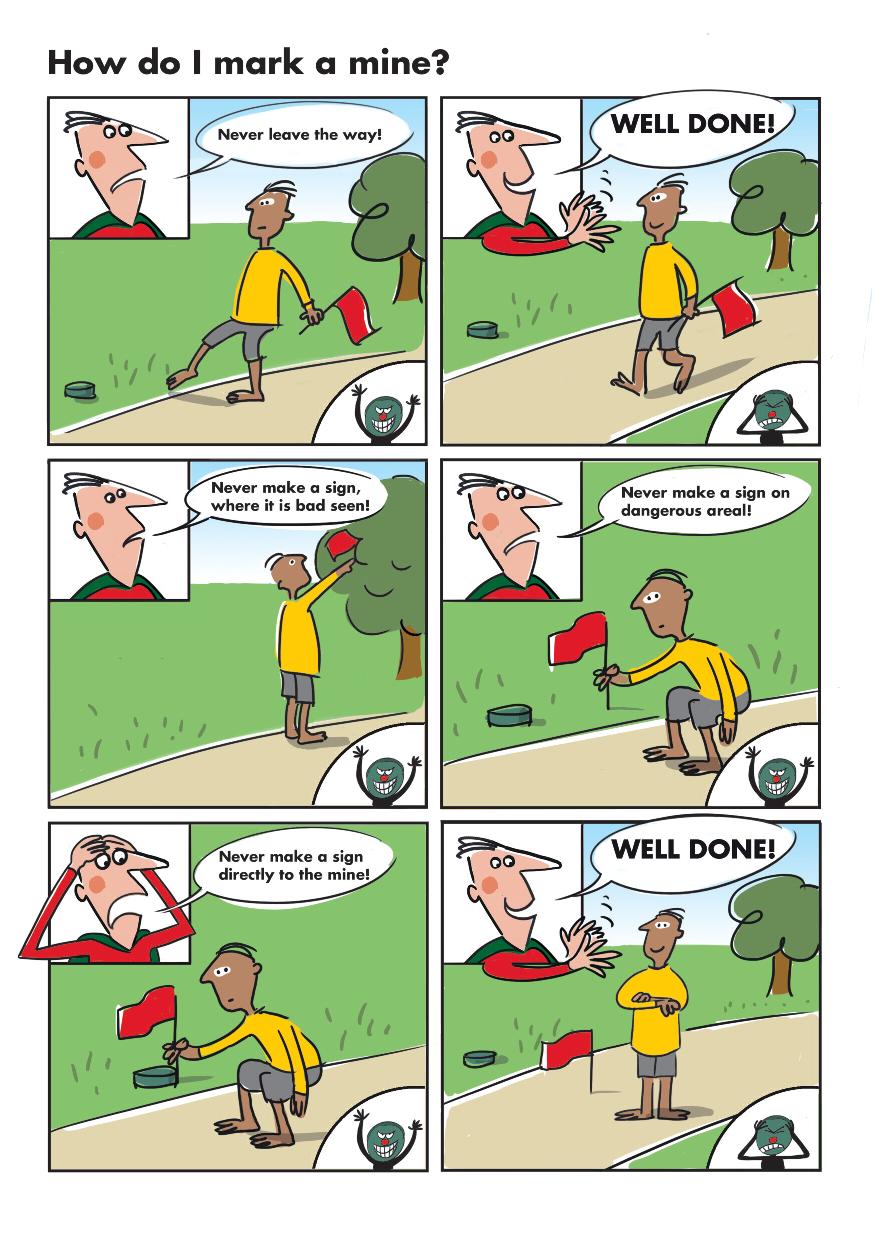 How do I mark a mine?
Never leave the way!
WELL DONE!
Never make a sign,
where it is bad seen!
Never make a sign on
dangerous areal!
Never make a sign
directly to the mine!
WELL DONE!